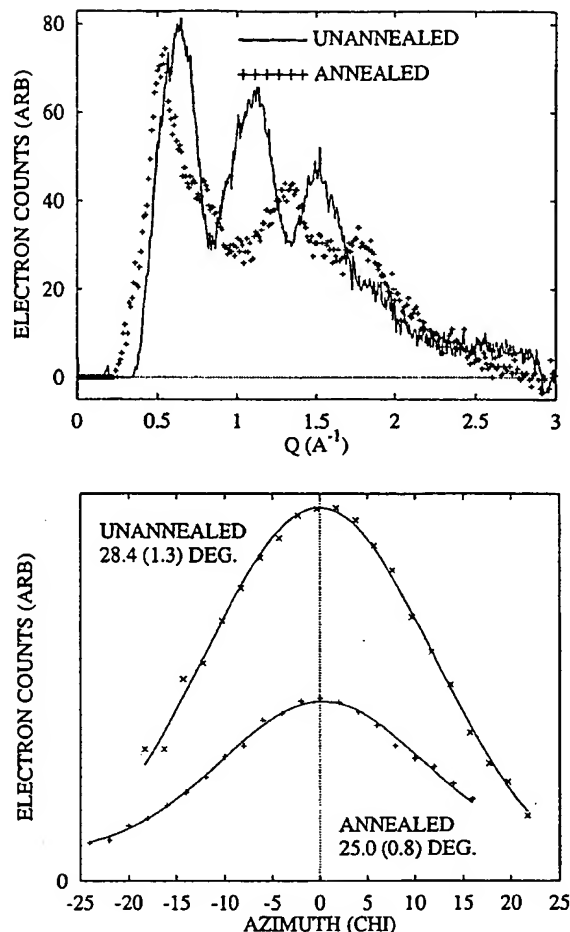 80
60
40
20
0
ELECTRON COUNTS (ARB)
UNANNEALED
ANNEALED
0 0.5 1 1.5 2 2.5 3
Q (A⁻¹)
ELECTRON COUNTS (ARB)
UNANNEALED
28.4 (1.3) DEG.
ANNEALED
25.0 (0.8) DEG.
0
-25 -20 -15 -10 -5 0 5 10 15 20 25
AZIMUTH (CHI)